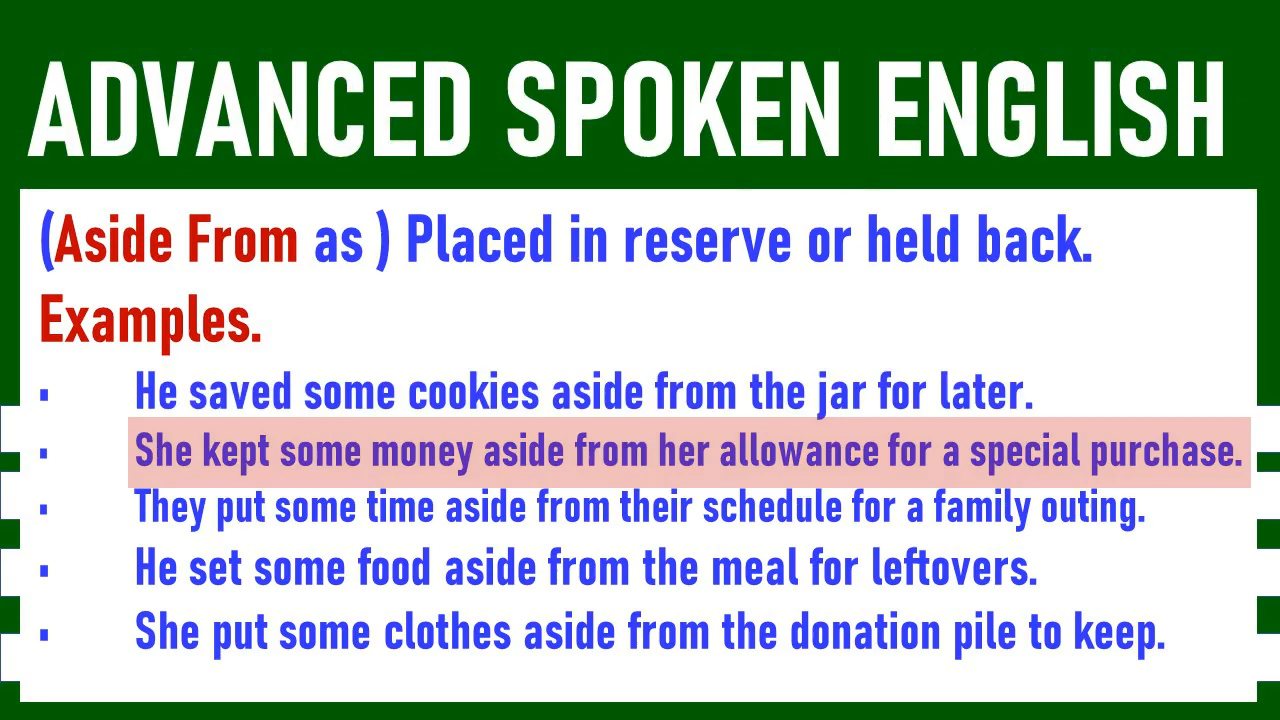 ADVANCED SPOKEN ENGLISH
(Aside From as ) Placed in reserve or held back.
Examples.
▪ He saved some cookies aside from the jar for later.
▪ She kept some money aside from her allowance for a special purchase.
▪ They put some time aside from their schedule for a family outing.
▪ He set some food aside from the meal for leftovers.
▪ She put some clothes aside from the donation pile to keep.